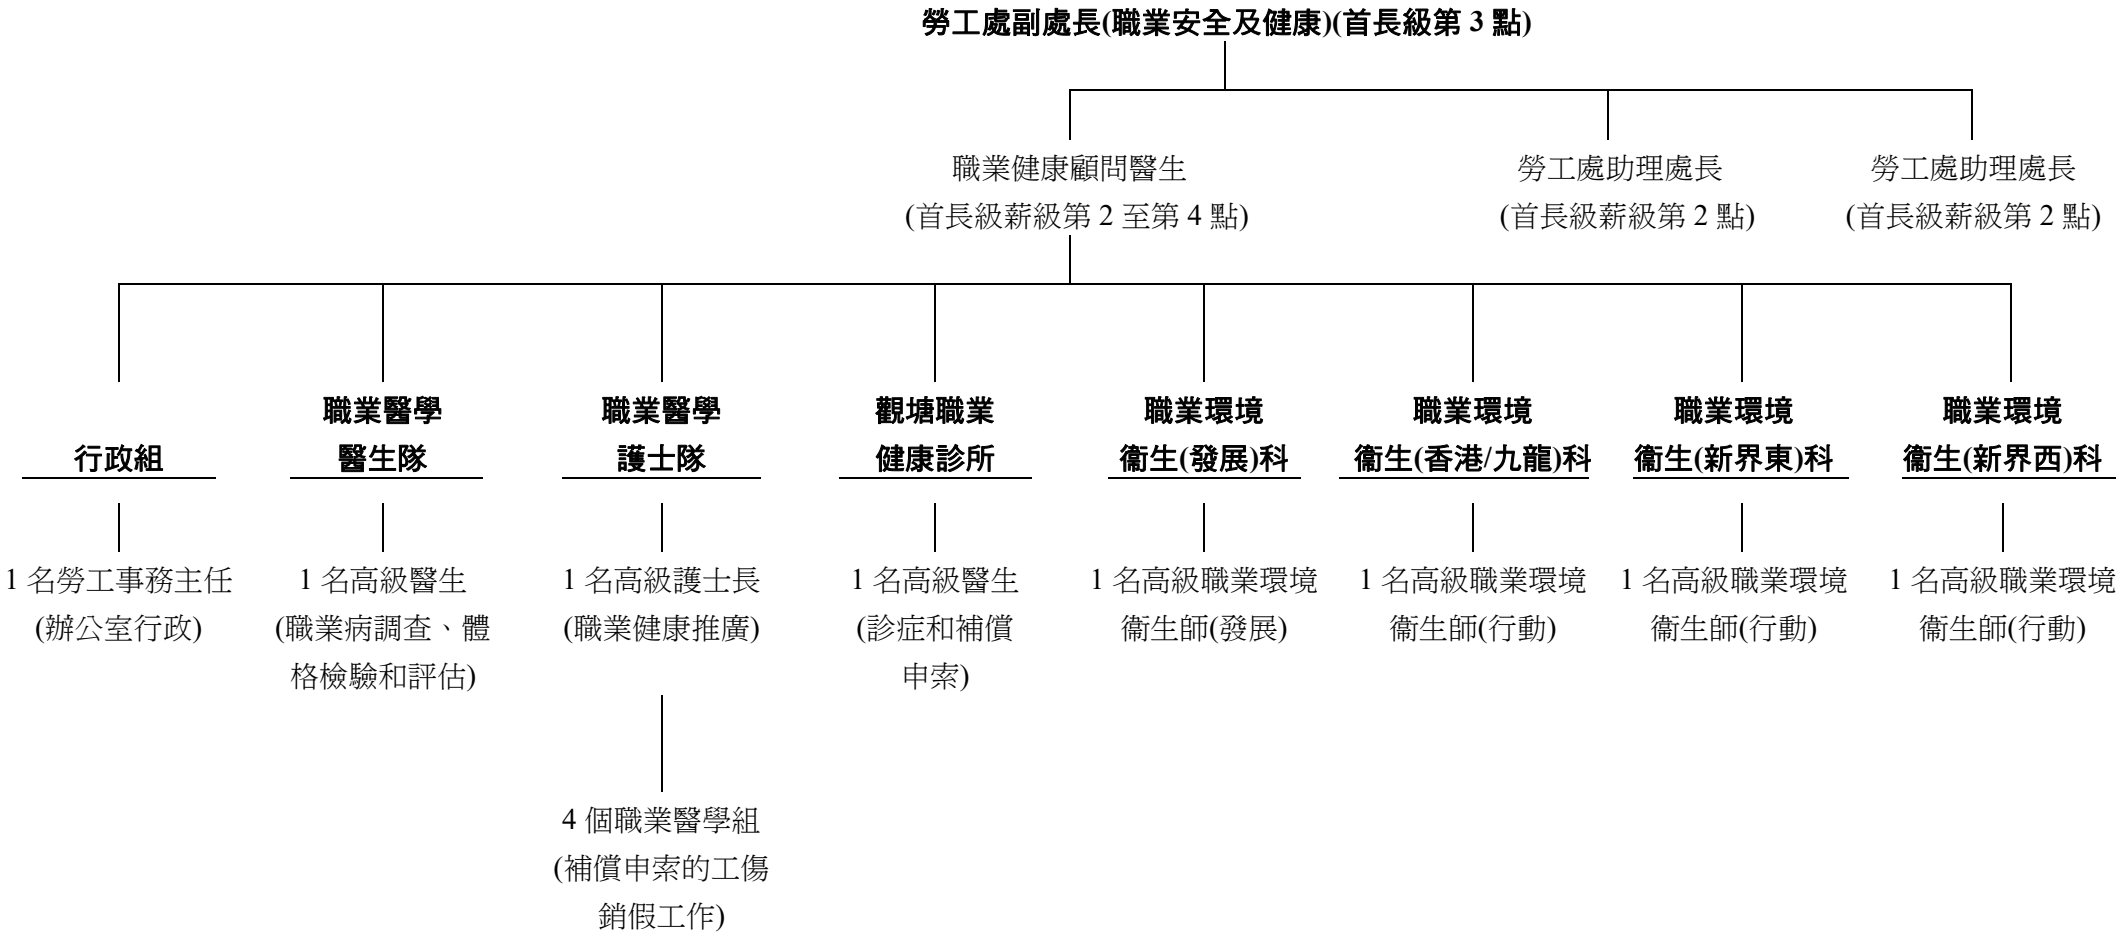 勞工處副處長(職業安全及健康)(首長級第 3 點)
職業健康顧問醫生
(首長級薪級第 2 至第 4 點)
勞工處助理處長
(首長級薪級第 2 點)
勞工處助理處長
(首長級薪級第 2 點)
行政組
職業醫學
醫生隊
職業醫學
護士隊
觀塘職業
健康診所
職業環境
衞生(發展)科
職業環境
衞生(香港/九龍)科
職業環境
衞生(新界東)科
職業環境
衞生(新界西)科
1 名勞工事務主任
(辦公室行政)
1 名高級醫生
(職業病調查、體
格檢驗和評估)
1 名高級護士長
(職業健康推廣)
1 名高級醫生
(診症和補償
申索)
1 名高級職業環境
衞生師(發展)
1 名高級職業環境
衞生師(行動)
1 名高級職業環境
衞生師(行動)
1 名高級職業環境
衞生師(行動)
4 個職業醫學組
(補償申索的工傷
銷假工作)